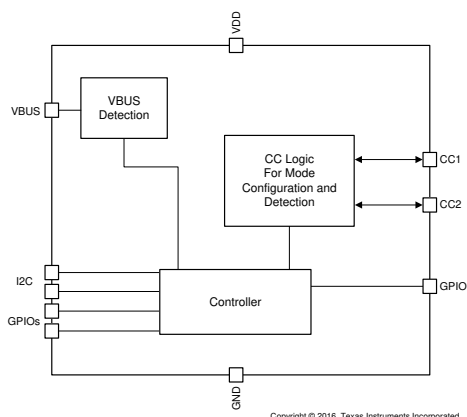 VDD
VBUS
VBUS
Detection
CC Logic
For Mode
Configuration and
Detection
CC1
CC2
I2C
GPIOs
Controller
GPIO
GND
Copyright © 2016, Texas Instruments Incorporated